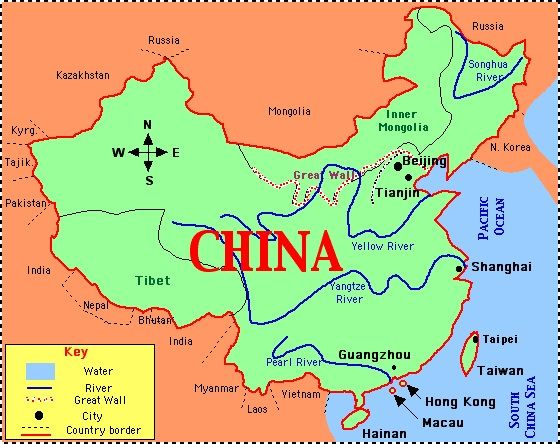 Russia
Russia
Songhua
River
Kazakhstan
Mongolia
Inner
Mongolia
N
W E
S
Kyrg.
Tajik.
N. Korea
Beijing
Great Wall
Tianjin
Pakistan
PACIFIC
OCEAN
Yellow River
CHINA
India
Tibet
Shanghai
Yangtze
River
Nepal
Bhutan
India
Taipei
Taiwan
Guangzhou
Pearl River
Hong Kong
Macau
Myanmar
Laos
Vietnam
Hainan
SOUTH
CHINA SEA
Key
Water
River
Great Wall
City
Country border